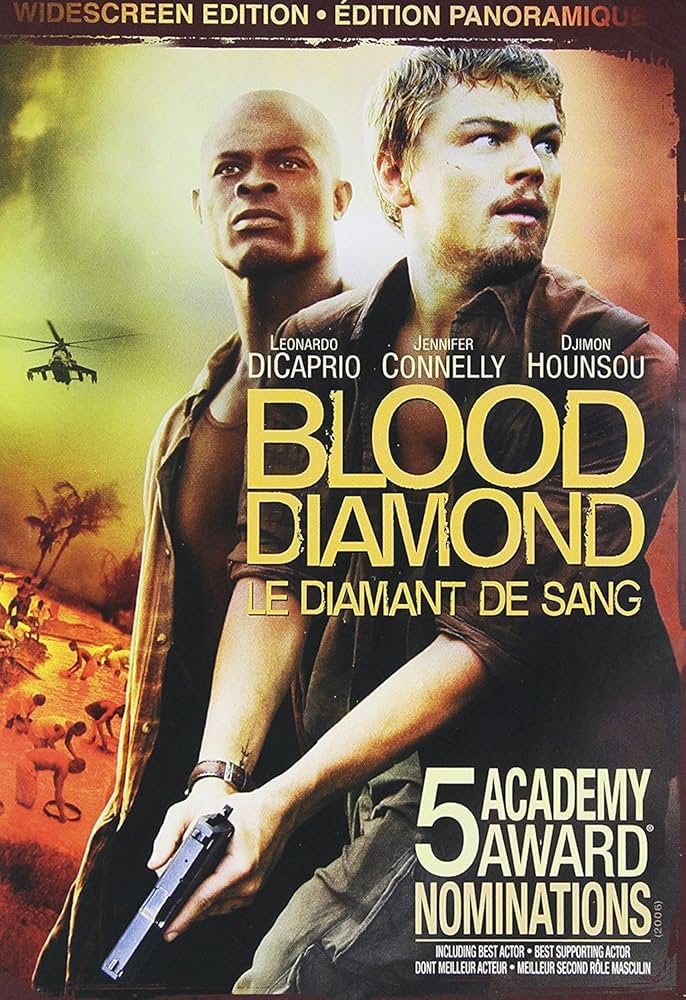 WIDESCREEN EDITION • ÉDITION PANORAMIQUE
LEONARDO JENNIFER DJIMON
DICAPRIO CONNELLY HOUNSOU
BLOOD
DIAMOND
LE DIAMANT DE SANG
5 ACADEMY
AWARD®
NOMINATIONS
(2006)
INCLUDING BEST ACTOR • BEST SUPPORTING ACTOR
DONT MEILLEUR ACTEUR • MEILLEUR SECOND RÔLE MASCULIN